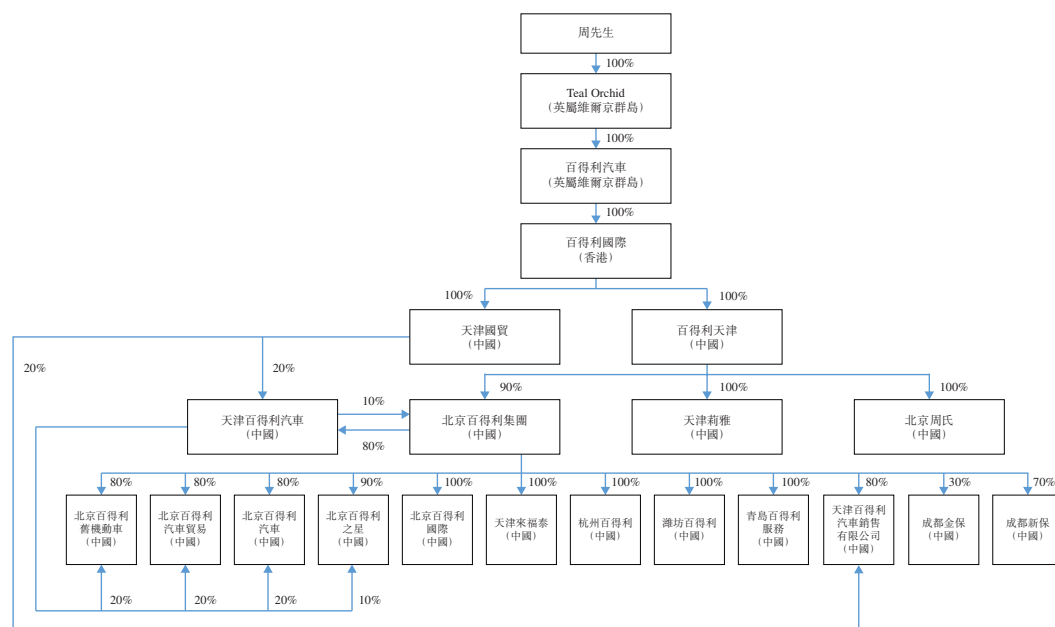 周先生
100%
Teal Orchid
(英屬維爾京群島)
100%
百得利汽車
(英屬維爾京群島)
100%
百得利國際
(香港)
100%
100%
天津國貿
(中國)
百得利天津
(中國)
20%
20%
90%
100%
100%
天津百得利汽車
(中國)
10%
80%
北京百得利集團
(中國)
天津莉雅
(中國)
北京周氏
(中國)
80%
80%
80%
90%
100%
100%
100%
100%
100%
80%
30%
70%
北京百得利
舊機動車
(中國)
北京百得利
汽車貿易
(中國)
北京百得利
汽車
(中國)
北京百得利
之星
(中國)
北京百得利
國際
(中國)
天津來福泰
(中國)
杭州百得利
(中國)
濰坊百得利
(中國)
青島百得利
服務
(中國)
天津百得利
汽車銷售
有限公司
(中國)
成都金保
(中國)
成都新保
(中國)
20%
20%
20%
10%